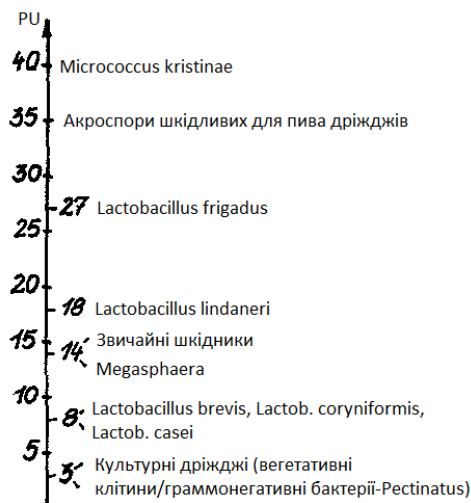 PU
40 Micrococcus kristinae
35 Акроспори шкідливих для пива дріжджів
30
27 Lactobacillus frigadus
25
20
18 Lactobacillus lindaneri
15 Звичайні шкідники
14 Megasphaera
10
8 Lactobacillus brevis, Lactob. coryniformis,
Lactob. casei
5
3 Культурні дріжджі (вегетативні
клітини/граммонегативні бактерії-Pectinatus)